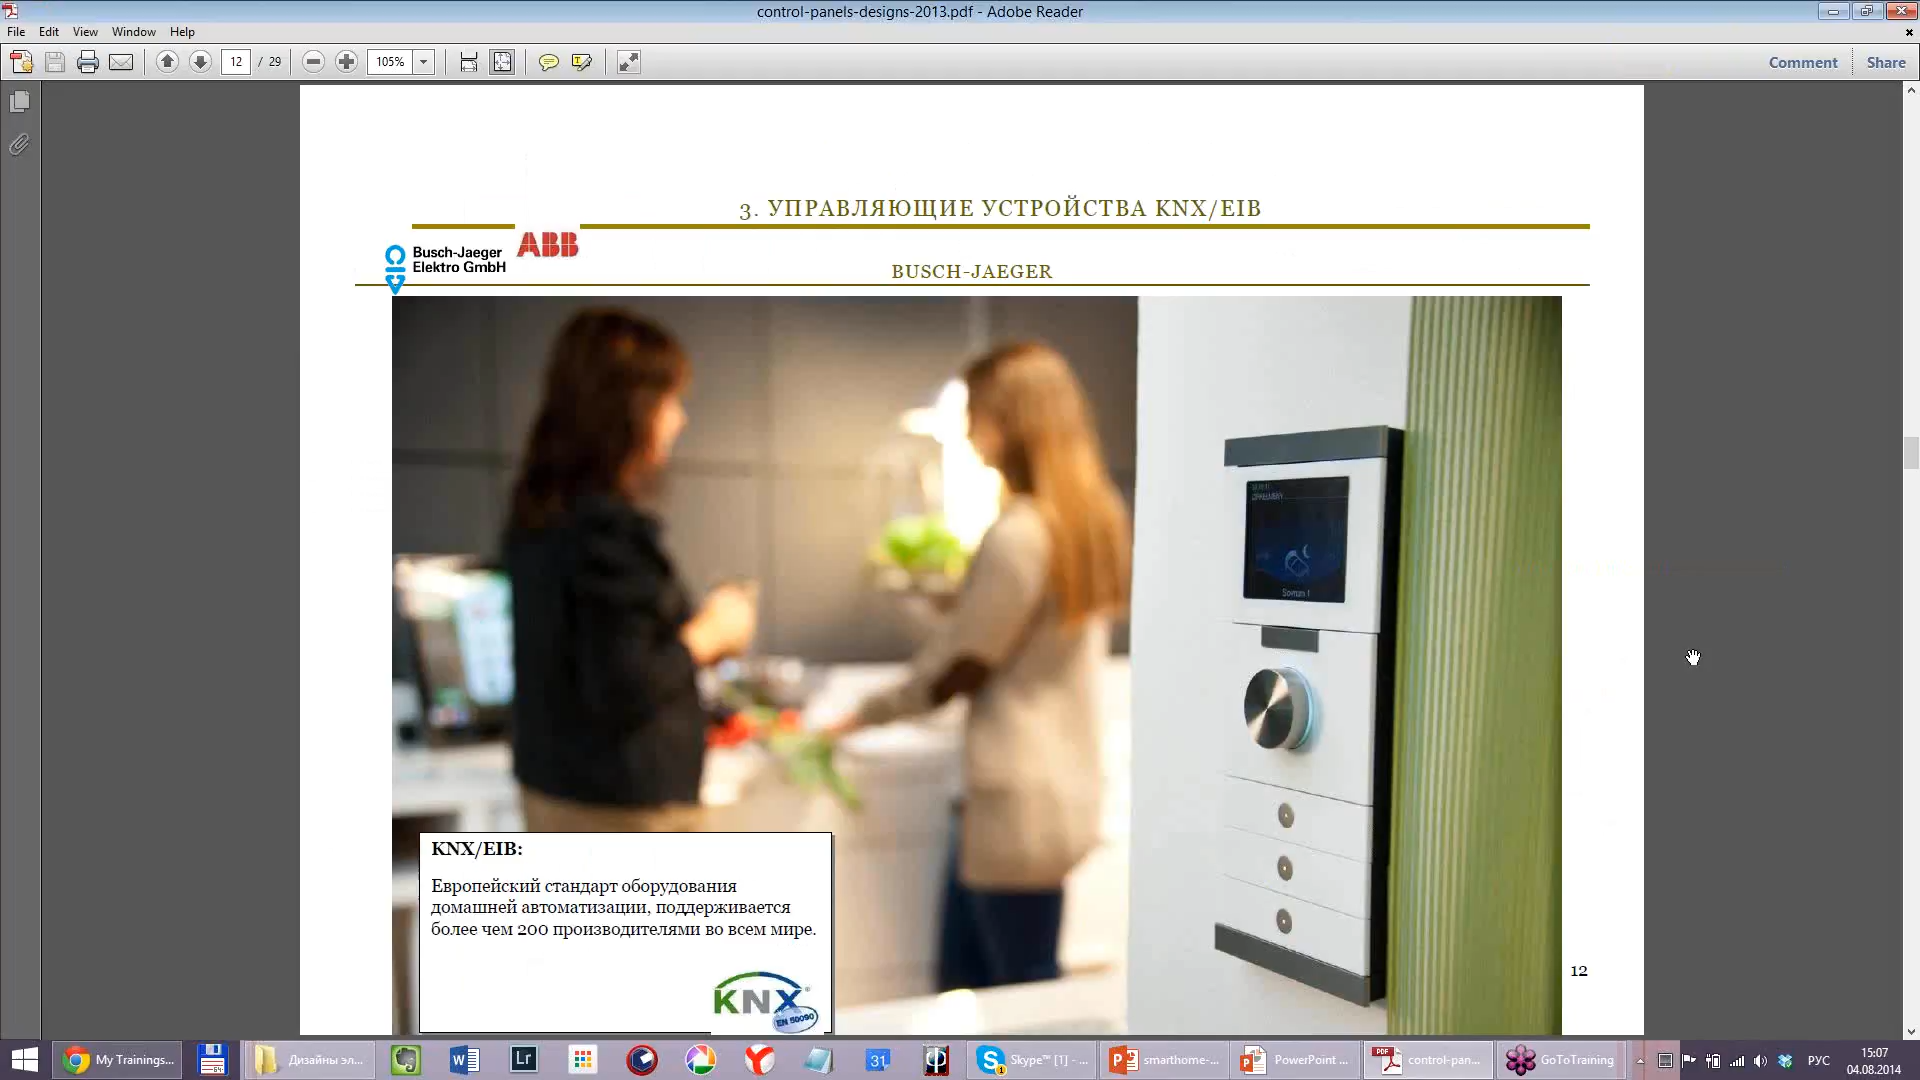 control-panels-designs-2013.pdf - Adobe Reader
File Edit View Window Help
12 / 29 105% Comment Share
3. УПРАВЛЯЮЩИЕ УСТРОЙСТВА KNX/EIB
Busch-Jaeger
Elektro GmbH
ABB
BUSCH-JAEGER
KNX/EIB:
Европейский стандарт оборудования
домашней автоматизации, поддерживается
более чем 200 производителями во всем мире.
KNX
EN 50090
12
My Trainings... Дизайны эл... Lr 31 Skype™ [1] - ... smarthome-... PowerPoint ... control-pan... GoToTraining РУС
15:07
04.08.2014